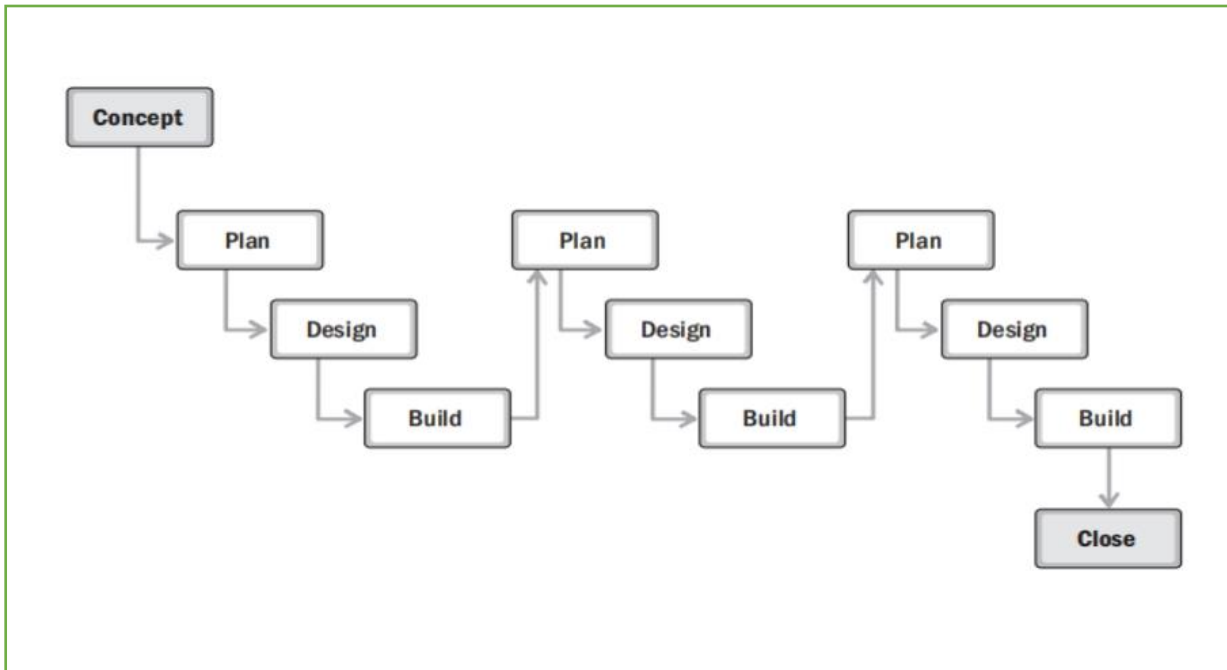 Concept
Plan
Plan
Plan
Design
Design
Design
Build
Build
Build
Close